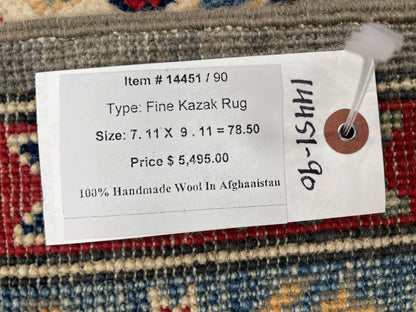 Item # 14451 / 90
Type: Fine Kazak Rug
Size: 7. 11 X 9 . 11 = 78.50
Price $ 5,495.00
100% Handmade Wool In Afghanistan
14451-90